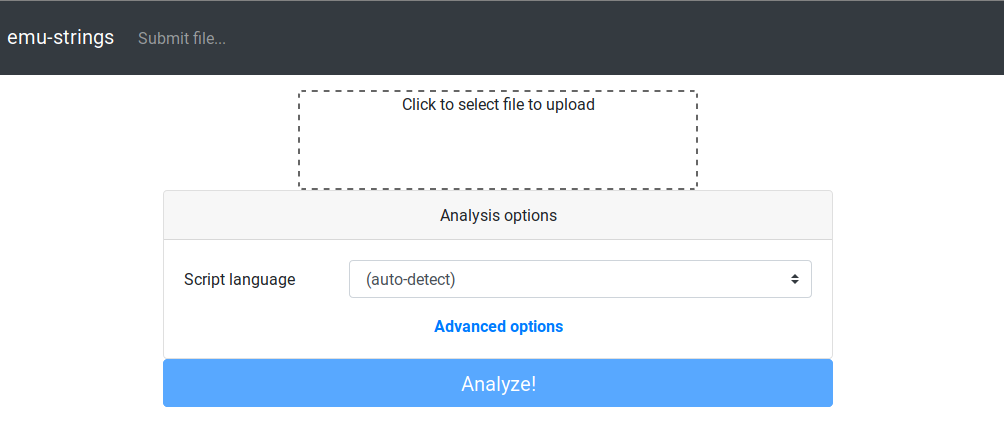 emu-strings Submit file...
Click to select file to upload
Analysis options
Script language (auto-detect)
Advanced options
Analyze!